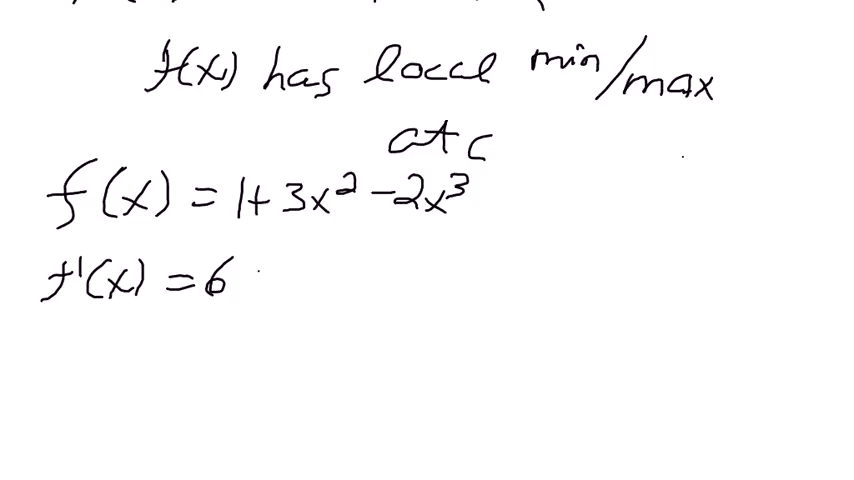 f(x) has local min/max
at c
f(x) = 1+3x² -2x³
f'(x) = 6